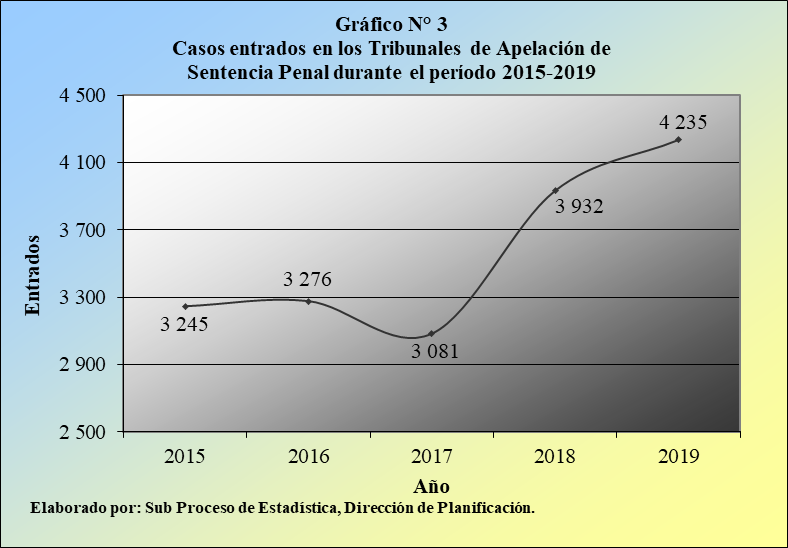 Gráfico N° 3
Casos entrados en los Tribunales de Apelación de
Sentencia Penal durante el período 2015-2019
Entrados
4 500
4 100
3 700
3 300
2 900
2 500
3 245
3 276
3 081
3 932
4 235
2015 2016 2017 2018 2019
Año
Elaborado por: Sub Proceso de Estadística, Dirección de Planificación.